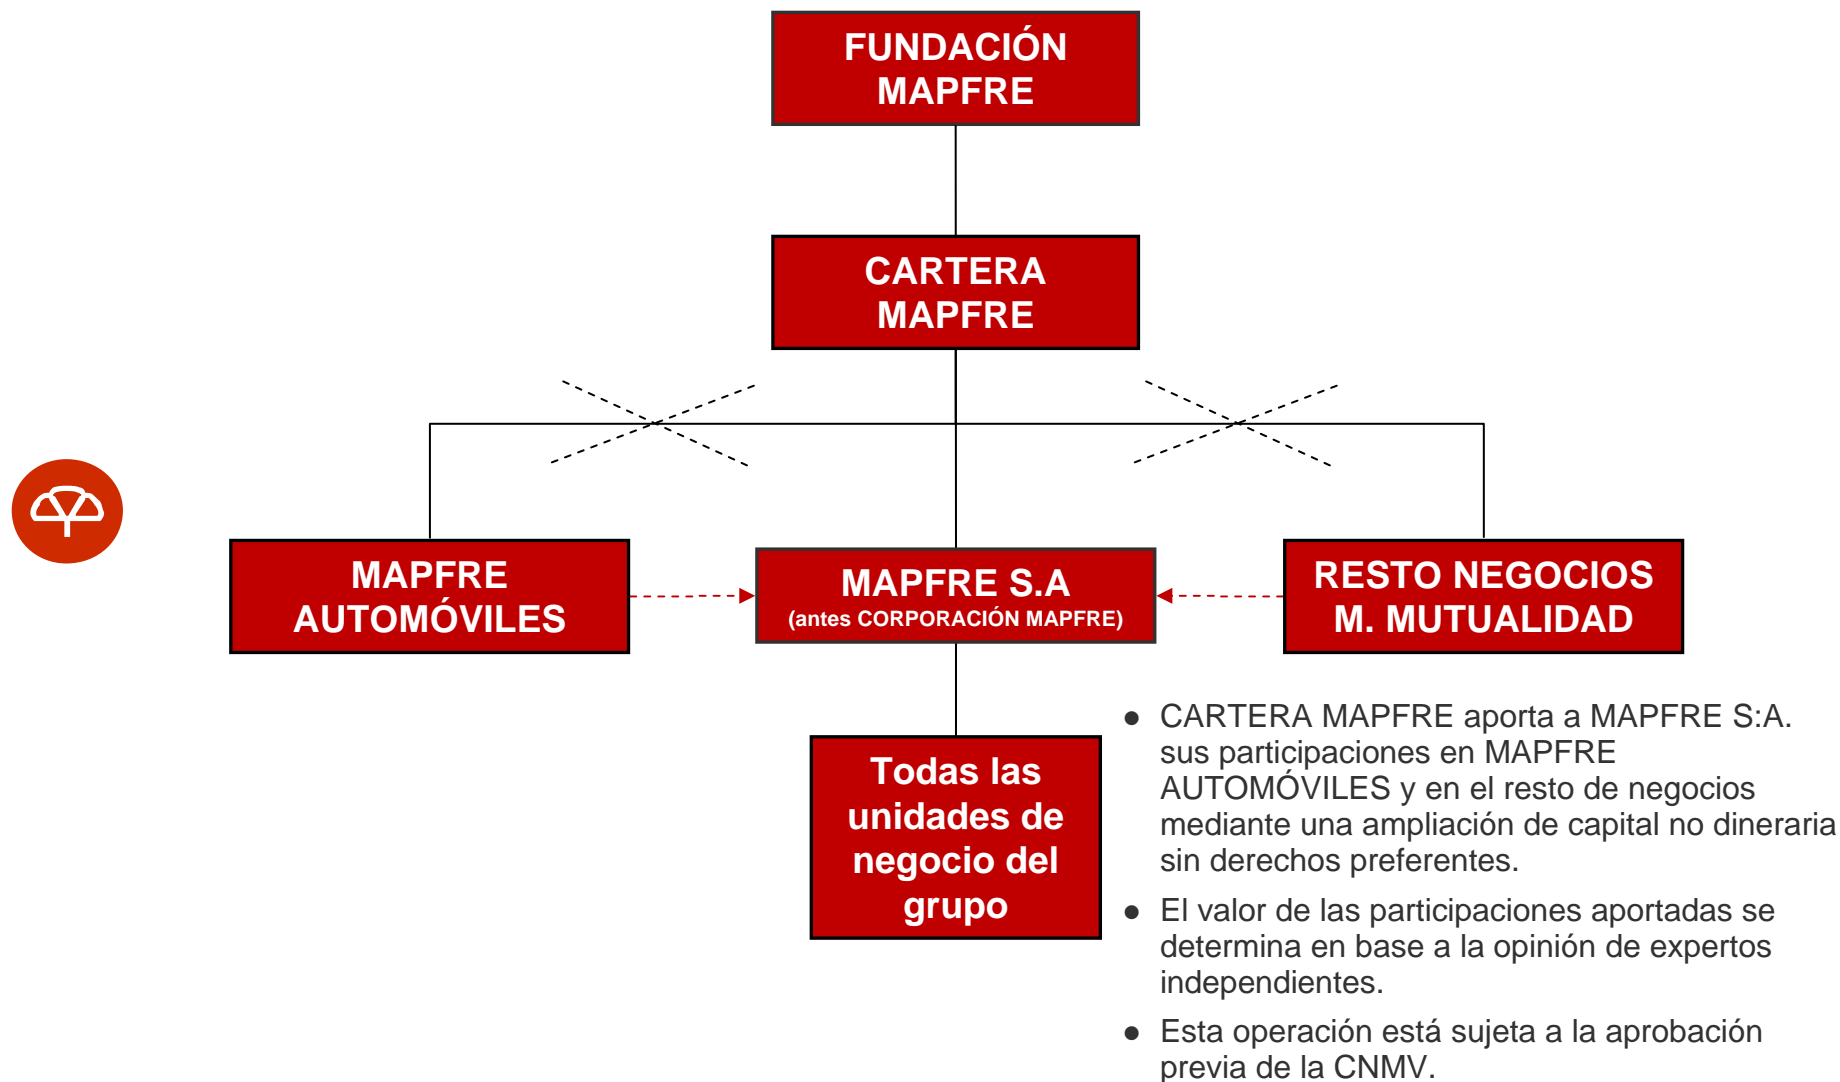 FUNDACIÓN
MAPFRE
CARTERA
MAPFRE
MAPFRE
AUTOMÓVILES
MAPFRE S.A
(antes CORPORACIÓN MAPFRE)
RESTO NEGOCIOS
M. MUTUALIDAD
Todas las
unidades de
negocio del
grupo
● CARTERA MAPFRE aporta a MAPFRE S:A.
sus participaciones en MAPFRE
AUTOMÓVILES y en el resto de negocios
mediante una ampliación de capital no dineraria
sin derechos preferentes.
● El valor de las participaciones aportadas se
determina en base a la opinión de expertos
independientes.
● Esta operación está sujeta a la aprobación
previa de la CNMV.